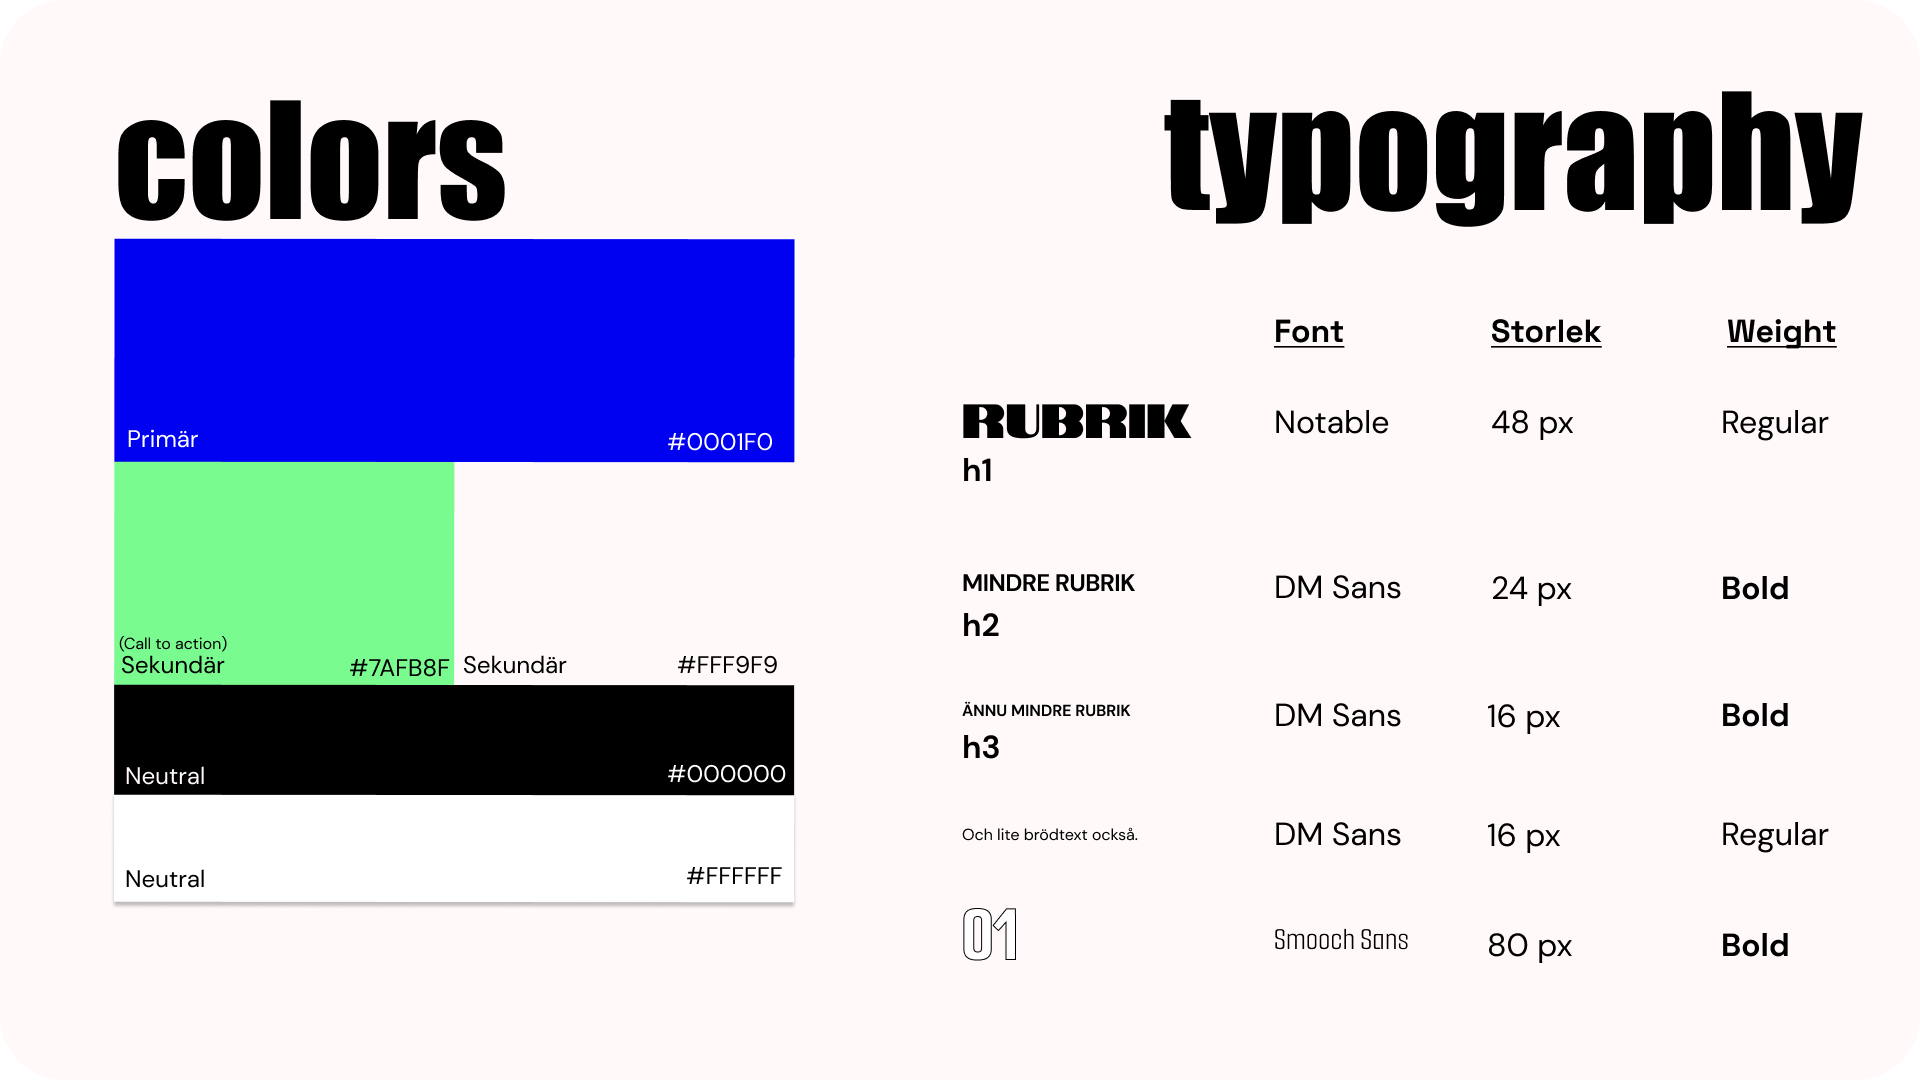 colors
typography
Primär #0001F0
(Call to action)
Sekundär #7AFB8F
Sekundär #FFF9F9
Neutral #000000
Neutral #FFFFFF
Font Storlek Weight
RUBRIK Notable 48 px Regular
h1
MINDRE RUBRIK DM Sans 24 px Bold
h2
ÄNNU MINDRE RUBRIK DM Sans 16 px Bold
h3
Och lite brödtext också. DM Sans 16 px Regular
01 Smooch Sans 80 px Bold